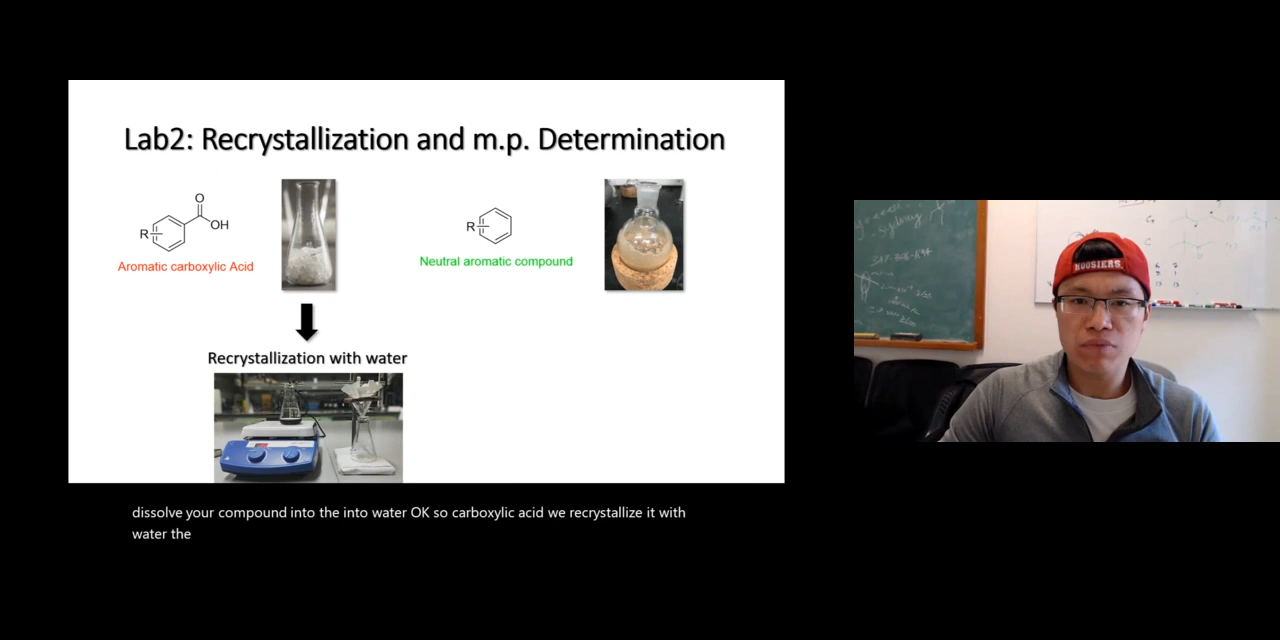 Lab2: Recrystallization and m.p. Determination
O
OH
R
Aromatic carboxylic Acid
R
Neutral aromatic compound
Recrystallization with water
HOOSIERS
dissolve your compound into the into water OK so carboxylic acid we recrystallize it with
water the